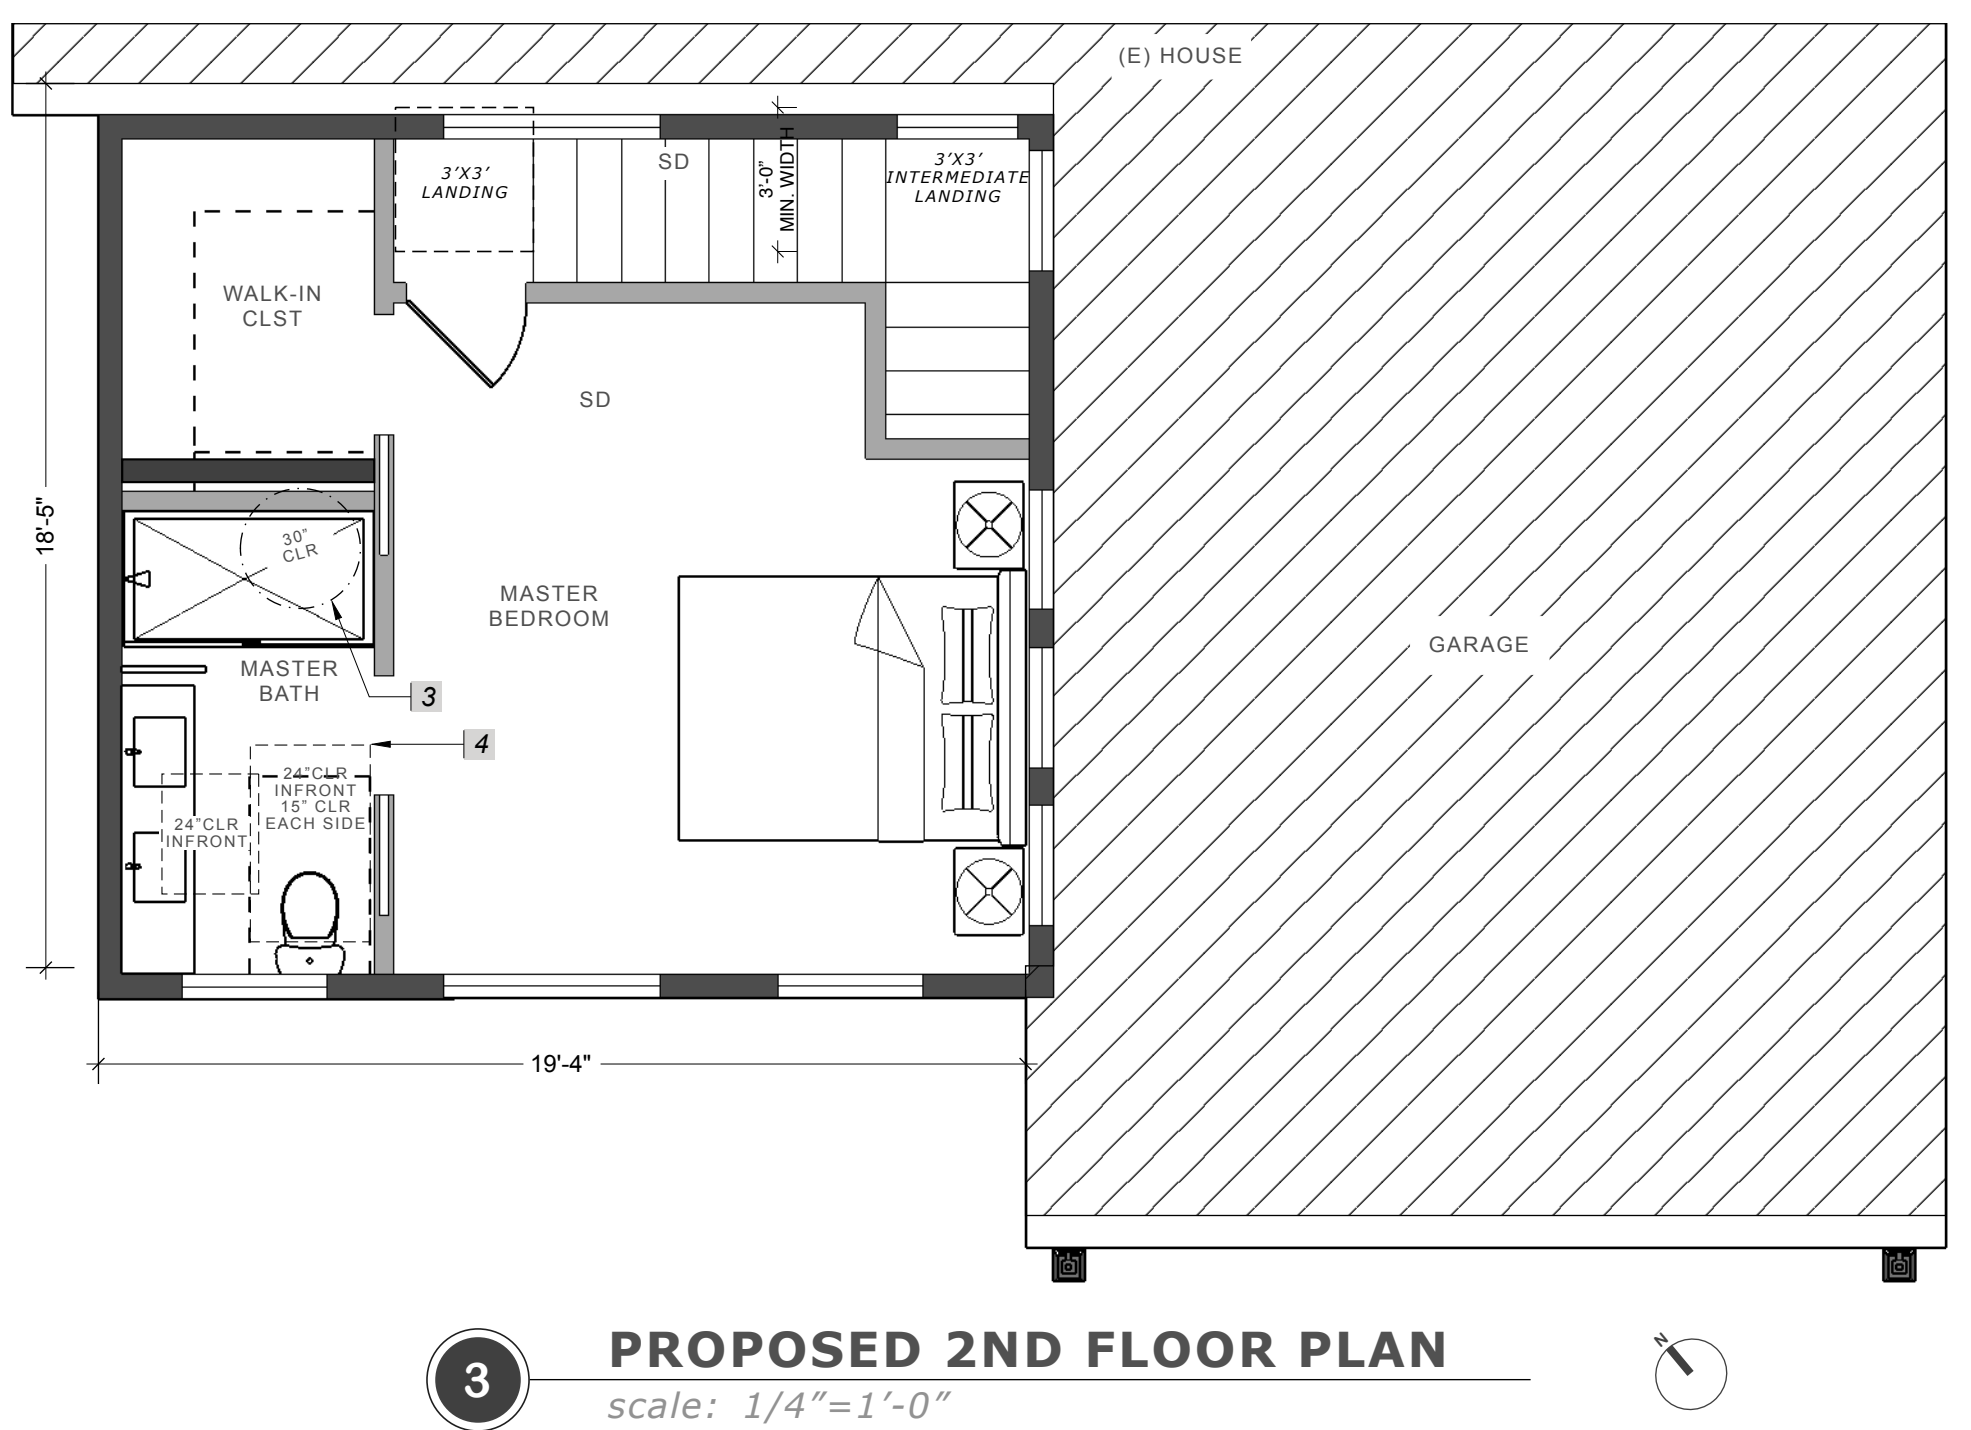 (E) HOUSE
SD
3'-0"
MIN. WIDTH
3'X3'
LANDING
3'X3'
INTERMEDIATE
LANDING
WALK-IN
CLST
SD
18'-5"
30"
CLR
MASTER
BEDROOM
GARAGE
MASTER
BATH
3
4
24"CLR
INFRONT
15" CLR
EACH SIDE
24"CLR
INFRONT
19'-4"
3
PROPOSED 2ND FLOOR PLAN
scale: 1/4"=1'-0"
N